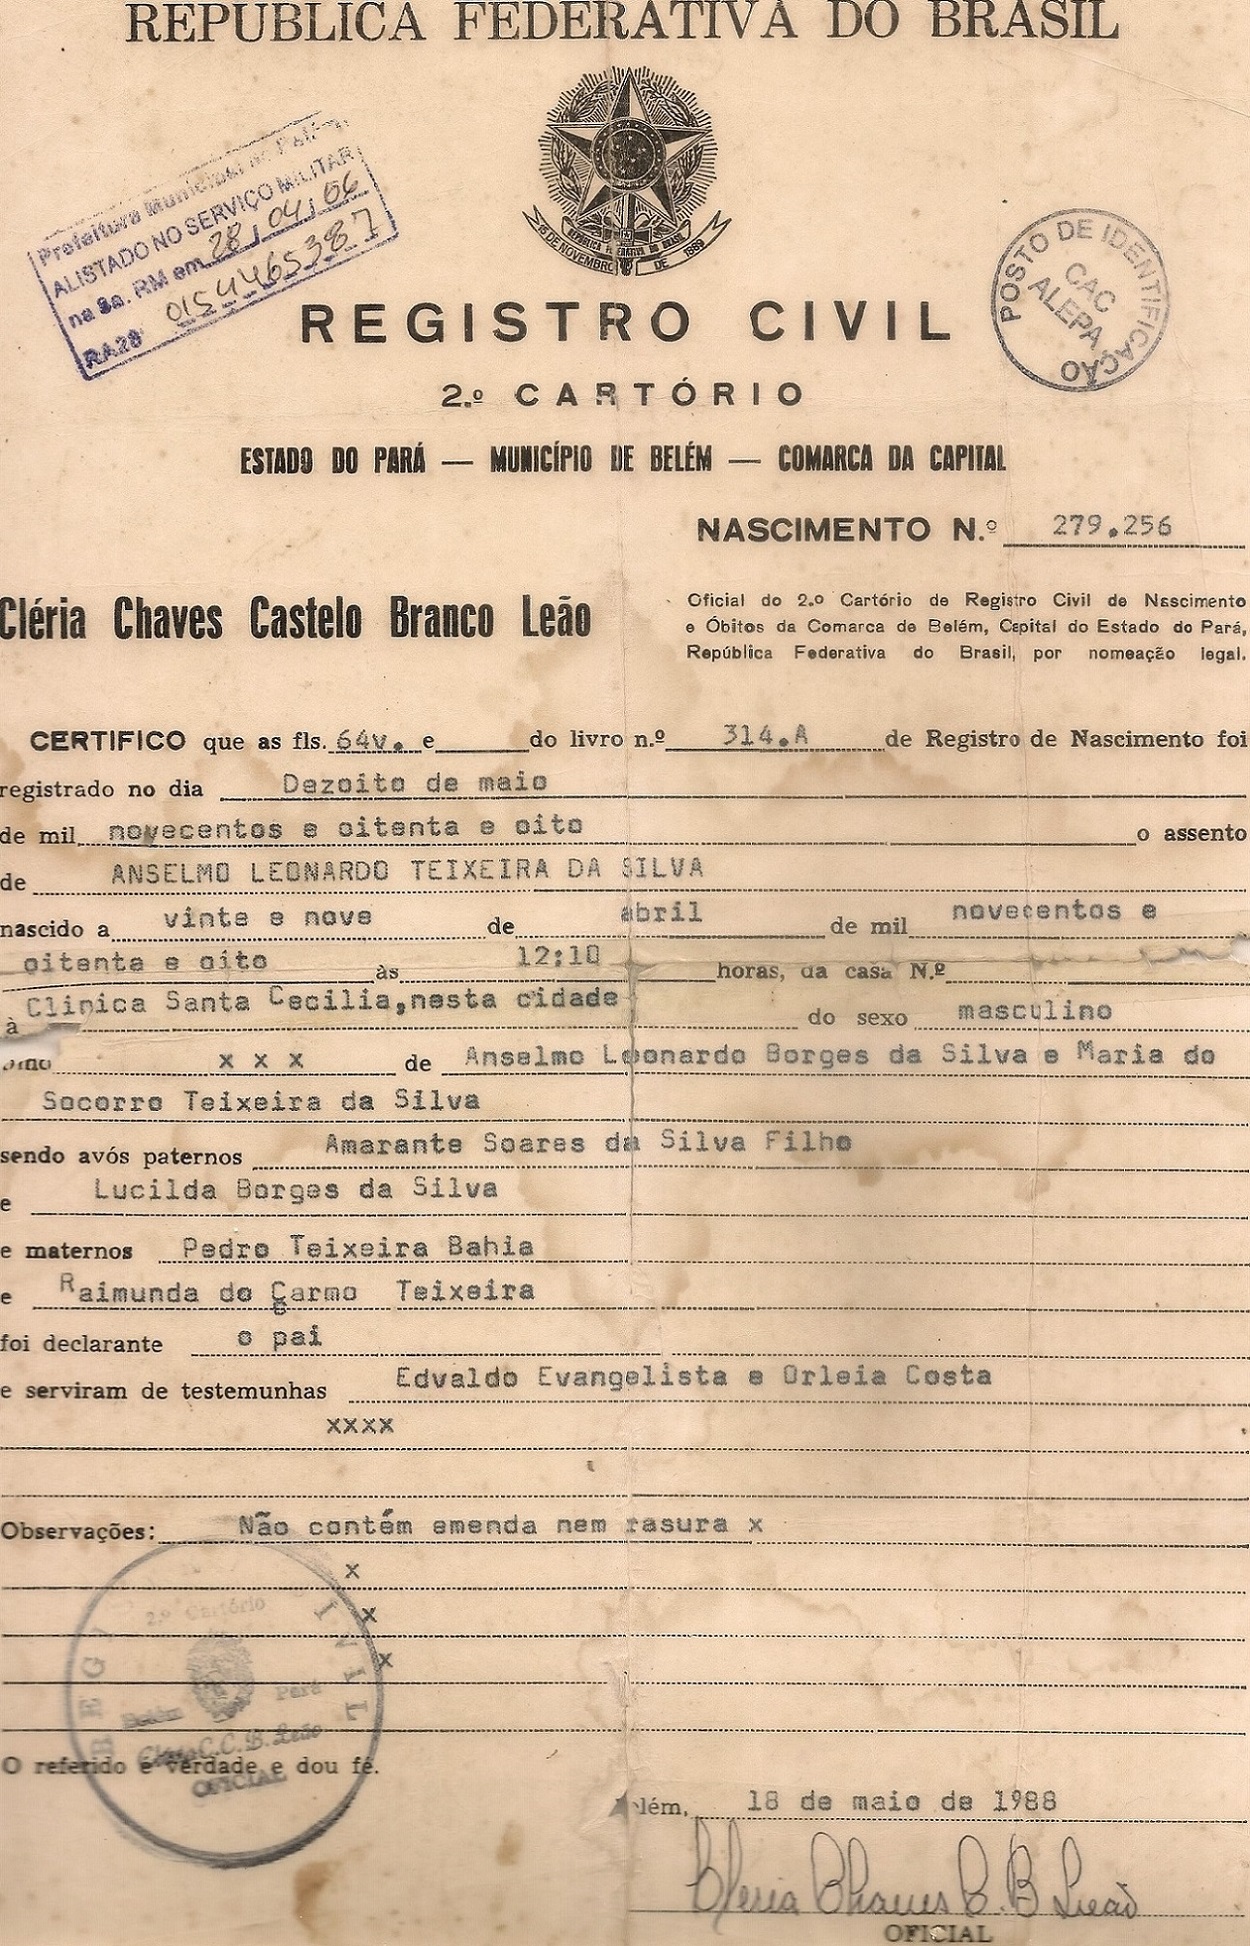 REPÚBLICA FEDERATIVA DO BRASIL
15 DE NOVEMBRO
REPÚBLICA FEDERATIVA DO BRASIL
DE 1889
Prefeitura Municipal de Belém
ALISTADO NO SERVIÇO MILITAR
na 8a. RM em 28/04/06
RA28 0154465387
POSTO DE IDENTIFICAÇÃO
CAC
ALEPA
REGISTRO CIVIL
2.º CARTÓRIO
ESTADO DO PARÁ — MUNICÍPIO DE BELÉM — COMARCA DA CAPITAL
NASCIMENTO N.º 279.256
Cléria Chaves Castelo Branco Leão
Oficial do 2.º Cartório de Registro Civil de Nascimento
e Óbitos da Comarca de Belém, Capital do Estado do Pará,
República Federativa do Brasil, por nomeação legal.
CERTIFICO que as fls. 64v. e do livro n.º 314.A de Registro de Nascimento foi
registrado no dia Dezoito de maio
de mil novecentos e oitenta e oito o assento
de ANSELMO LEONARDO TEIXEIRA DA SILVA
nascido a vinte e nove de abril de mil novecentos e
oitenta e oito às 12:10 horas, da casa N.º
à Clinica Santa Cecilia,nesta cidade do sexo masculino
x x x de Anselmo Leonardo Borges da Silva e Maria do
Socorro Teixeira da Silva
sendo avós paternos Amarante Soares da Silva Filho
e Lucilda Borges da Silva
e maternos Pedro Teixeira Bahia
e Raimunda do Carmo Teixeira
foi declarante o pai
e serviram de testemunhas Edvaldo Evangelista e Orleia Costa
xxxx
Observações: Não contém emenda nem rasura x
x
x
x
REG CIVIL
2.º Cartório
Belém Pará
C.C.B. Leão
OFICIAL
O referido é verdade e dou fé.
Belém, 18 de maio de 1988
Cleria Chaves C. B Leão
OFICIAL